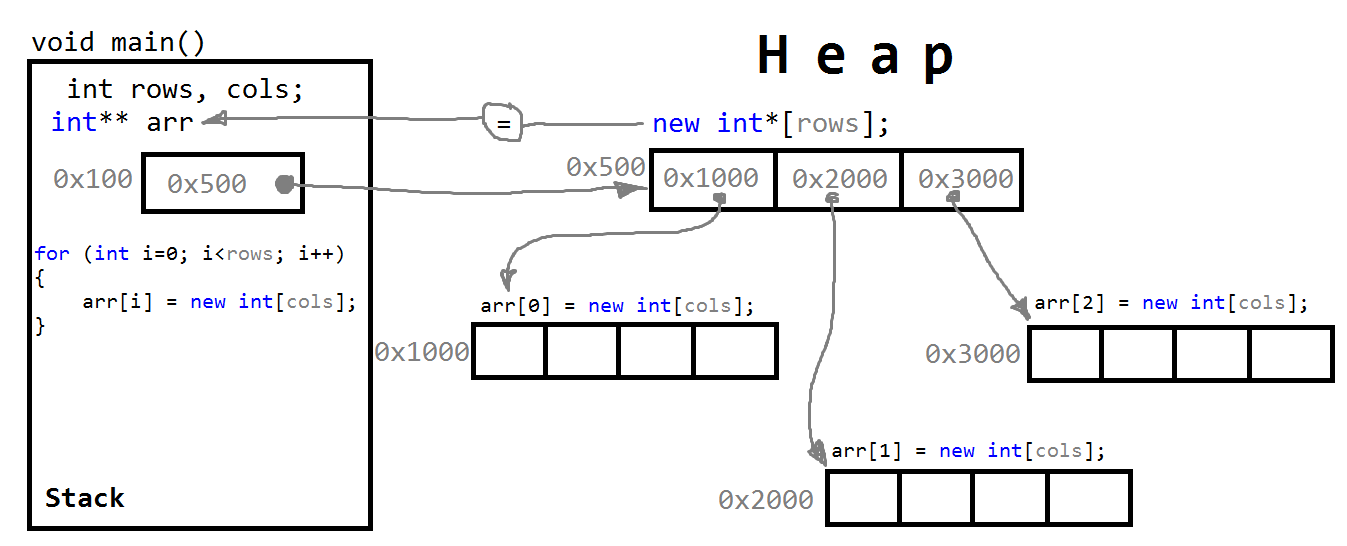 void main()
int rows, cols;
int** arr
0x100
0x500
for (int i=0; i<rows; i++)
{
arr[i] = new int[cols];
}
Stack
Heap
=
new int*[rows];
0x500
0x1000
0x2000
0x3000
arr[0] = new int[cols];
0x1000
arr[2] = new int[cols];
0x3000
arr[1] = new int[cols];
0x2000